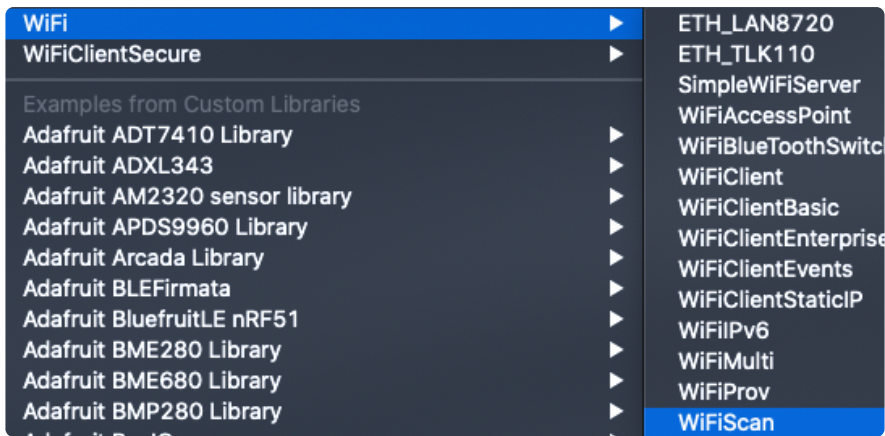 WiFi
WiFiClientSecure
Examples from Custom Libraries
Adafruit ADT7410 Library
Adafruit ADXL343
Adafruit AM2320 sensor library
Adafruit APDS9960 Library
Adafruit Arcada Library
Adafruit BLEFirmata
Adafruit BluefruitLE nRF51
Adafruit BME280 Library
Adafruit BME680 Library
Adafruit BMP280 Library
ETH_LAN8720
ETH_TLK110
SimpleWiFiServer
WiFiAccessPoint
WiFiBlueToothSwitc
WiFiClient
WiFiClientBasic
WiFiClientEnterprise
WiFiClientEvents
WiFiClientStaticIP
WiFiIPv6
WiFiMulti
WiFiProv
WiFiScan